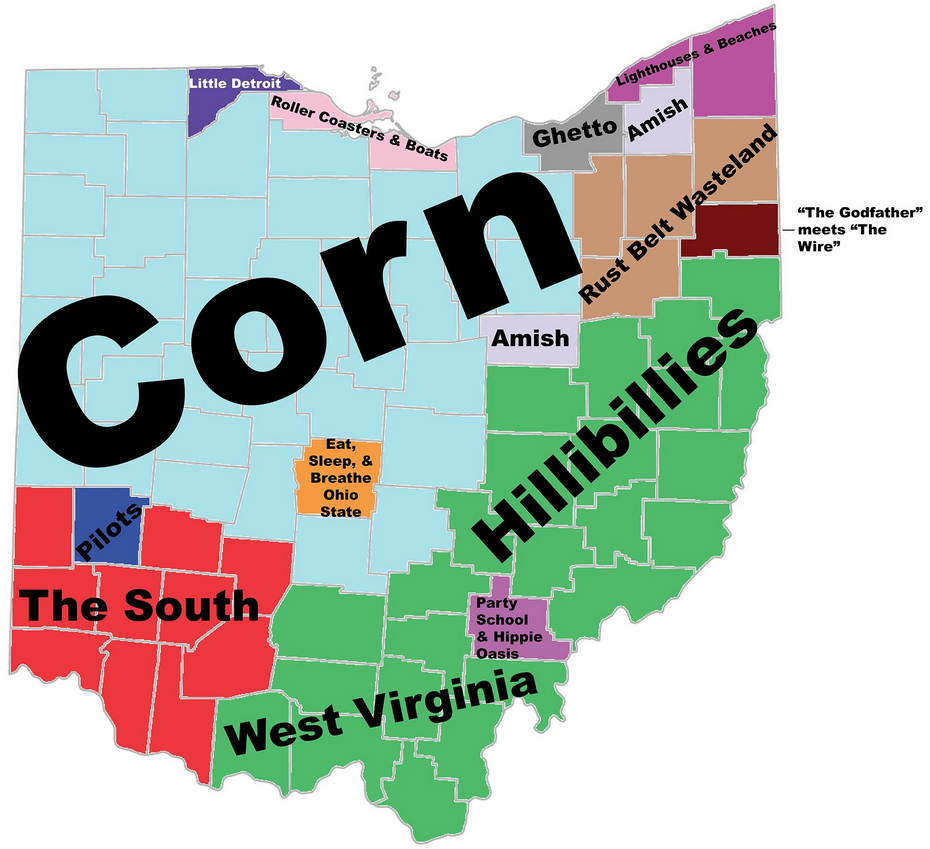 Little Detroit
Roller Coasters & Boats
Lighthouses & Beaches
Ghetto
Amish
Rust Belt Wasteland
“The Godfather”
meets “The
Wire”
Corn
Amish
Hillibillies
Eat,
Sleep, &
Breathe
Ohio
State
Pilots
The South
Party
School
& Hippie
Oasis
West Virginia